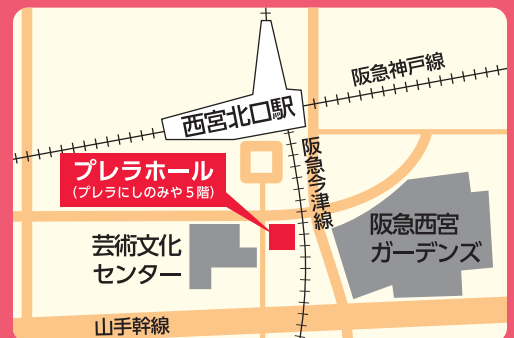 阪急神戸線
西宮北口駅
プレラホール
(プレラにしのみや5階)
阪急今津線
芸術文化
センター
阪急西宮
ガーデンズ
山手幹線